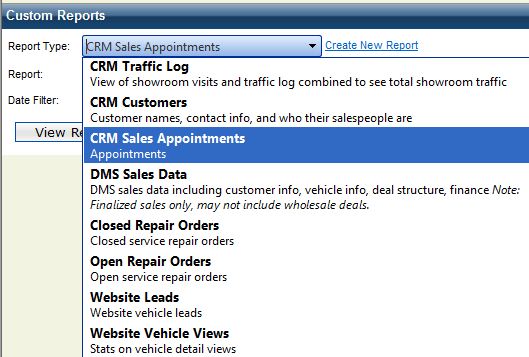 Custom Reports
Report Type: CRM Sales Appointments Create New Report
CRM Traffic Log
View of showroom visits and traffic log combined to see total showroom traffic
Report:
CRM Customers
Date Filter:
Customer names, contact info, and who their salespeople are
View Re
CRM Sales Appointments
Appointments
DMS Sales Data
DMS sales data including customer info, vehicle info, deal structure, finance Note:
Finalized sales only, may not include wholesale deals.
Closed Repair Orders
Closed service repair orders
Open Repair Orders
Open service repair orders
Website Leads
Website vehicle leads
Website Vehicle Views
Stats on vehicle detail views